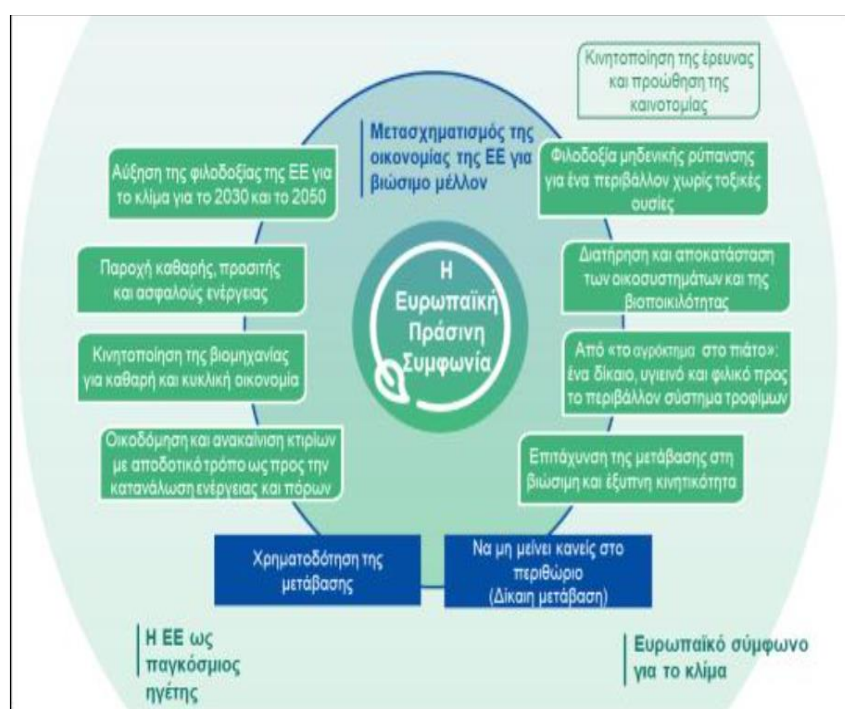 Κινητοποίηση της έρευνας
και προώθηση της
καινοτομίας
Μετασχηματισμός της
οικονομίας της ΕΕ για
βιώσιμο μέλλον
Αύξηση της φιλοδοξίας της ΕΕ για
το κλίμα για το 2030 και το 2050
Φιλοδοξία μηδενικής ρύπανσης
για ένα περιβάλλον χωρίς τοξικές
ουσίες
Παροχή καθαρής, προσιτής
και ασφαλούς ενέργειας
Διατήρηση και αποκατάσταση
των οικοσυστημάτων και της
βιοποικιλότητας
Η
Ευρωπαϊκή
Πράσινη
Συμφωνία
Κινητοποίηση της βιομηχανίας
για καθαρή και κυκλική οικονομία
Από «το αγρόκτημα στο πιάτο»:
ένα δίκαιο, υγιεινό και φιλικό προς
το περιβάλλον σύστημα τροφίμων
Οικοδόμηση και ανακαίνιση κτιρίων
με αποδοτικό τρόπο ως προς την
κατανάλωση ενέργειας και πόρων
Επιτάχυνση της μετάβασης στη
βιώσιμη και έξυπνη κινητικότητα
Χρηματοδότηση της
μετάβασης
Να μη μείνει κανείς στο
περιθώριο
(Δίκαιη μετάβαση)
Η ΕΕ ως
παγκόσμιος
ηγέτης
Ευρωπαϊκό σύμφωνο
για το κλίμα